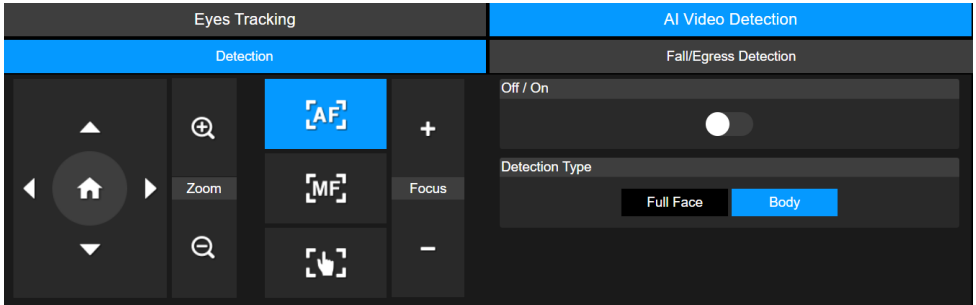 Eyes Tracking
AI Video Detection
Detection
Fall/Egress Detection
Off / On
AF
Zoom
MF
Focus
Detection Type
Full Face
Body